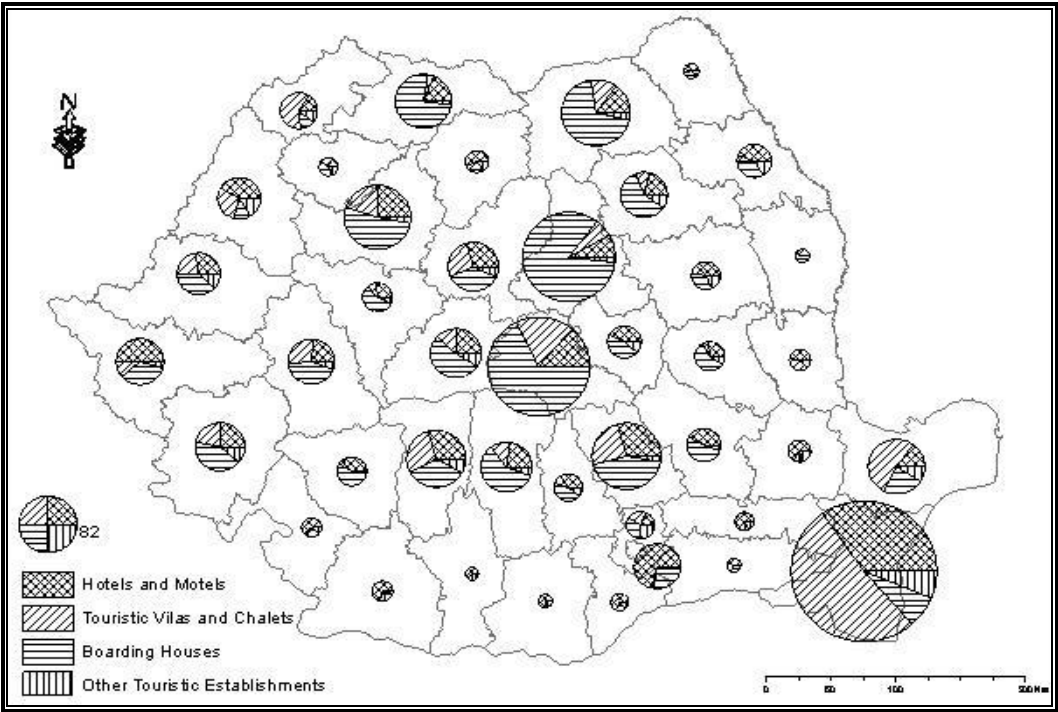 N
82
Hotels and Motels
Touristic Vilas and Chalets
Boarding Houses
Other Touristic Establishments
0 50 100